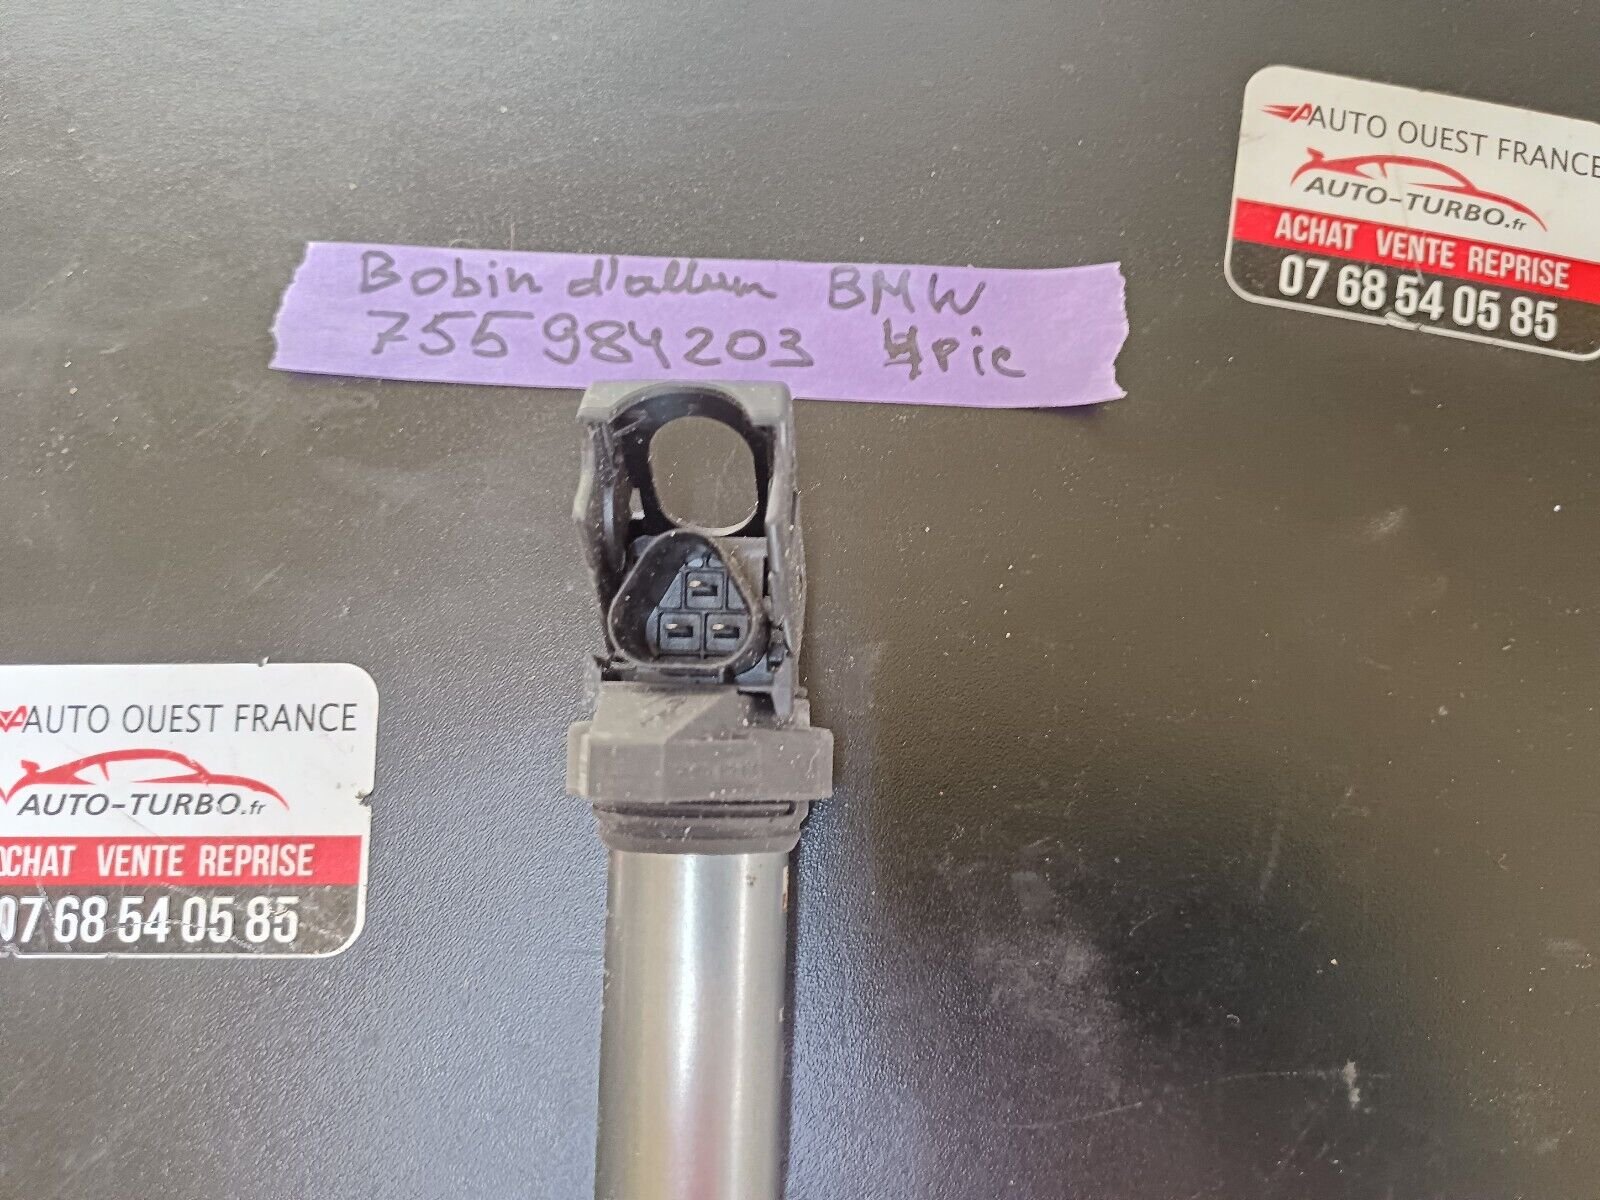 Bobin d'allum BMW
755984203 4pie
AUTO OUEST FRANCE
AUTO-TURBO.fr
ACHAT VENTE REPRISE
07 68 54 05 85
AUTO OUEST FRANCE
AUTO-TURBO.fr
CHAT VENTE REPRISE
07 68 54 05 85